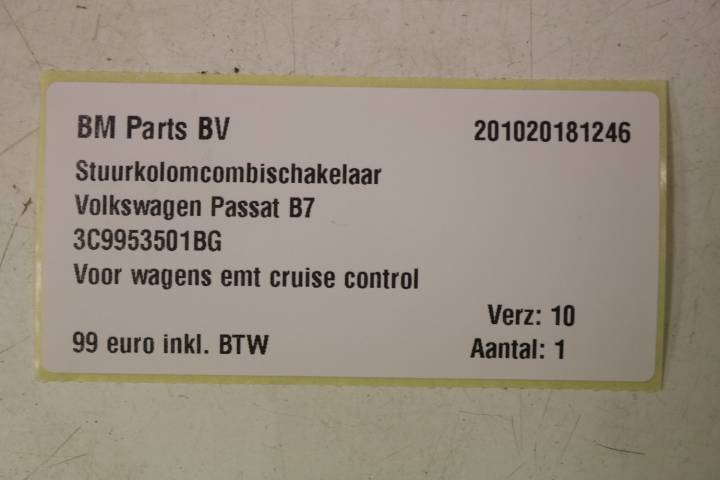 BM Parts BV 201020181246
Stuurkolomcombischakelaar
Volkswagen Passat B7
3C9953501BG
Voor wagens emt cruise control
Verz: 10
99 euro inkl. BTW Aantal: 1